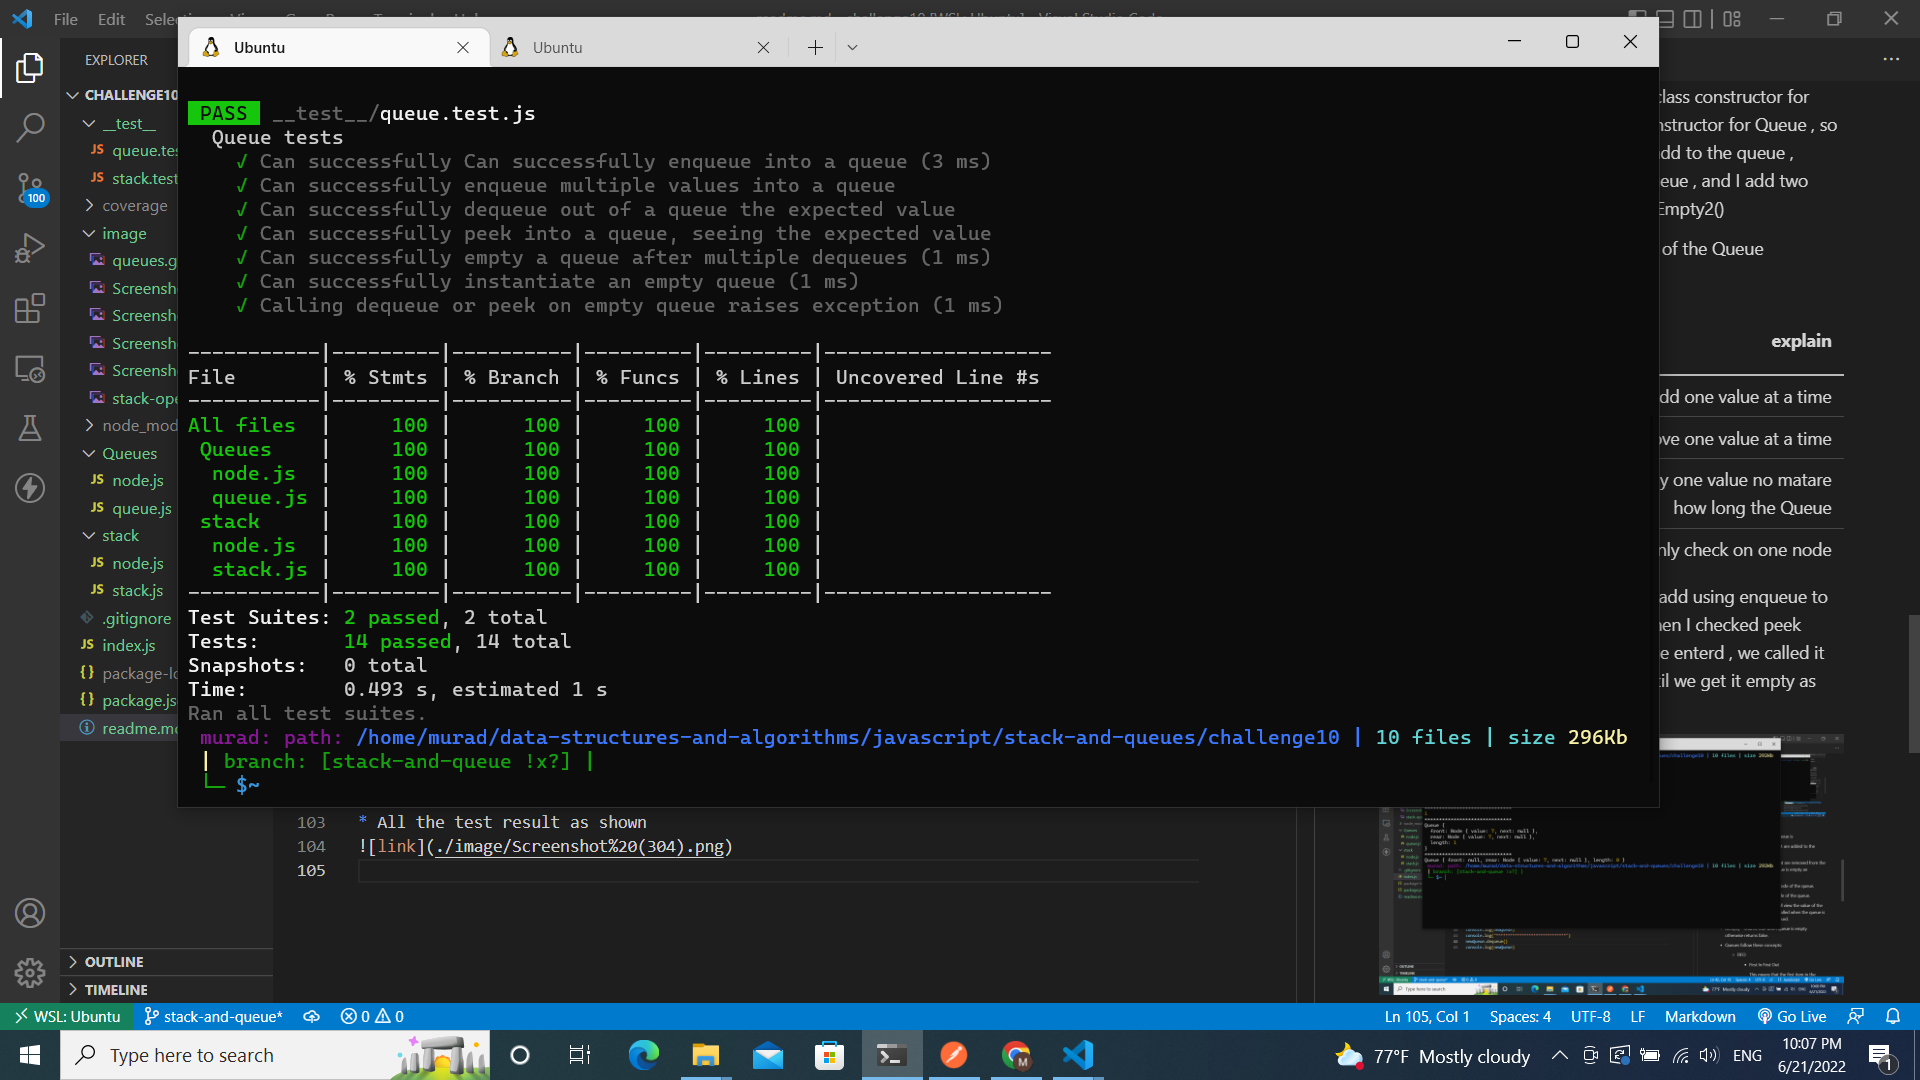 File Edit Selec
Ubuntu
Ubuntu
EXPLORER
CHALLENGE10
__test__
JS queue.tes
JS stack.test
coverage
image
queues.g
Screensh
Screensh
Screensh
Screensh
stack-ope
node_mod
Queues
JS node.js
JS queue.js
stack
JS node.js
JS stack.js
.gitignore
JS index.js
{} package-lo
{} package.js
readme.md
OUTLINE
TIMELINE
100
PASS __test__/queue.test.js
Queue tests
√ Can successfully Can successfully enqueue into a queue (3 ms)
√ Can successfully enqueue multiple values into a queue
√ Can successfully dequeue out of a queue the expected value
√ Can successfully peek into a queue, seeing the expected value
√ Can successfully empty a queue after multiple dequeues (1 ms)
√ Can successfully instantiate an empty queue (1 ms)
√ Calling dequeue or peek on empty queue raises exception (1 ms)
-----------|---------|----------|---------|---------|-------------------
File | % Stmts | % Branch | % Funcs | % Lines | Uncovered Line #s
-----------|---------|----------|---------|---------|-------------------
All files | 100 | 100 | 100 | 100 |
Queues | 100 | 100 | 100 | 100 |
node.js | 100 | 100 | 100 | 100 |
queue.js | 100 | 100 | 100 | 100 |
stack | 100 | 100 | 100 | 100 |
node.js | 100 | 100 | 100 | 100 |
stack.js | 100 | 100 | 100 | 100 |
-----------|---------|----------|---------|---------|-------------------
Test Suites: 2 passed, 2 total
Tests: 14 passed, 14 total
Snapshots: 0 total
Time: 0.493 s, estimated 1 s
Ran all test suites.
murad: path: /home/murad/data-structures-and-algorithms/javascript/stack-and-queues/challenge10 | 10 files | size 296Kb
| branch: [stack-and-queue !x?] |
└─ $~
class constructor for
nstructor for Queue , so
dd to the queue ,
eue , and I add two
Empty2()
of the Queue
explain
dd one value at a time
ove one value at a time
y one value no matare
how long the Queue
nly check on one node
add using enqueue to
en I checked peek
e enterd , we called it
il we get it empty as
103 * All the test result as shown
104 ![link](./image/Screenshot%20(304).png)
105
WSL: Ubuntu stack-and-queue* 0 0
Ln 105, Col 1 Spaces: 4 UTF-8 LF Markdown Go Live
Type here to search
77°F Mostly cloudy ENG
10:07 PM
6/21/2022
1